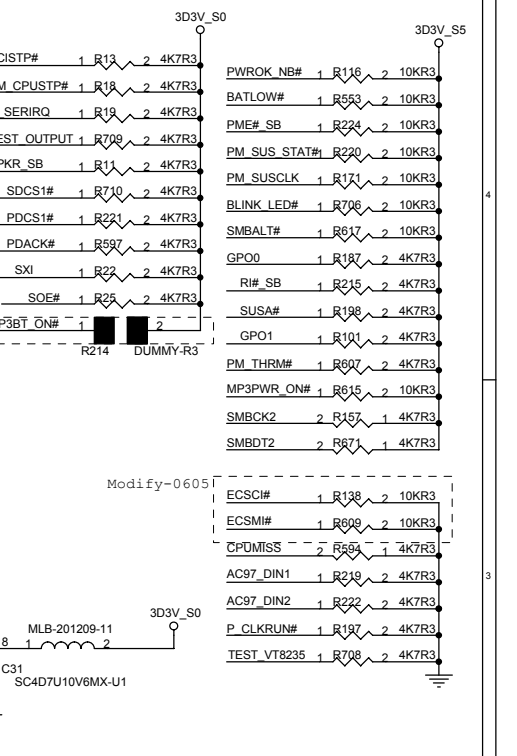 3D3V_S0
CISTP# 1 R13 2 4K7R3
M_CPUSTP# 1 R18 2 4K7R3
_SERIRQ 1 R19 2 4K7R3
EST_OUTPUT 1 R709 2 4K7R3
PKR_SB 1 R11 2 4K7R3
SDCS1# 1 R710 2 4K7R3
PDCS1# 1 R221 2 4K7R3
PDACK# 1 R597 2 4K7R3
SXI 1 R22 2 4K7R3
SOE# 1 R25 2 4K7R3
P3BT_ON# 1 2
R214 DUMMY-R3
3D3V_S5
PWROK_NB# 1 R116 2 10KR3
BATLOW# 1 R553 2 10KR3
PME#_SB 1 R224 2 10KR3
PM_SUS_STAT# 1 R220 2 10KR3
PM_SUSCLK 1 R171 2 10KR3
BLINK_LED# 1 R706 2 10KR3
SMBALT# 1 R617 2 10KR3
GPO0 1 R187 2 4K7R3
RI#_SB 1 R215 2 4K7R3
SUSA# 1 R198 2 4K7R3
GPO1 1 R101 2 4K7R3
PM_THRM# 1 R607 2 4K7R3
MP3PWR_ON# 1 R615 2 10KR3
SMBCK2 2 R157 1 4K7R3
SMBDT2 2 R671 1 4K7R3
Modify-0605
ECSCI# 1 R138 2 10KR3
ECSMI# 1 R609 2 10KR3
CPUMISS 2 R594 1 4K7R3
AC97_DIN1 1 R219 2 4K7R3
AC97_DIN2 1 R222 2 4K7R3
P_CLKRUN# 1 R197 2 4K7R3
TEST_VT8235 1 R708 2 4K7R3
3D3V_S0
MLB-201209-11
8 1 2
C31
SC4D7U10V6MX-U1
4
3